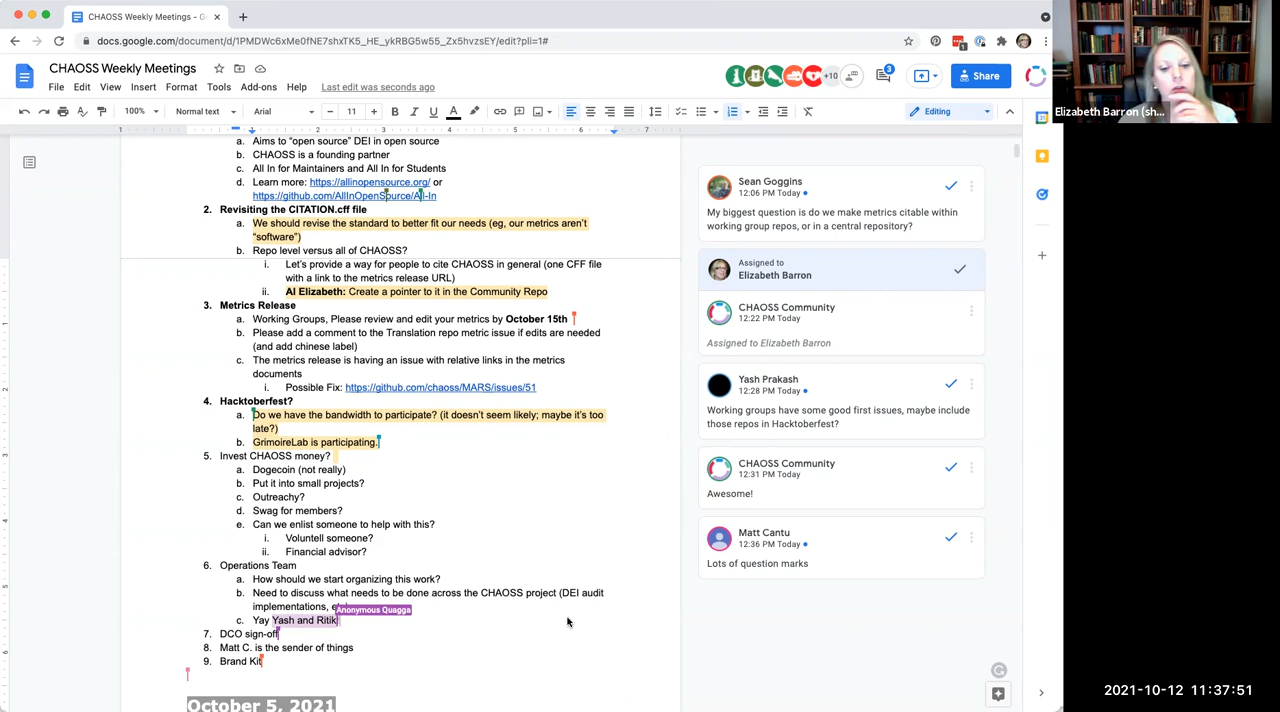 CHAOSS Weekly Meetings - G
docs.google.com/document/d/1PMDWc6xMe0fNE7shxTK5_HE_ykRBG5w55_Zx5hvzsEY/edit?pli=1#
CHAOSS Weekly Meetings
File Edit View Insert Format Tools Add-ons Help Last edit was seconds ago
+10
3
Share
100% Normal text Arial 11 Editing
a. Aims to “open source” DEI in open source
b. CHAOSS is a founding partner
c. All In for Maintainers and All In for Students
d. Learn more: https://allinopensource.org/ or
https://github.com/AllInOpenSource/All-In
2. Revisiting the CITATION.cff file
a. We should revise the standard to better fit our needs (eg, our metrics aren’t
“software”)
b. Repo level versus all of CHAOSS?
i. Let’s provide a way for people to cite CHAOSS in general (one CFF file
with a link to the metrics release URL)
ii. AI Elizabeth: Create a pointer to it in the Community Repo
3. Metrics Release
a. Working Groups, Please review and edit your metrics by October 15th
b. Please add a comment to the Translation repo metric issue if edits are needed
(and add chinese label)
c. The metrics release is having an issue with relative links in the metrics
documents
i. Possible Fix: https://github.com/chaoss/MARS/issues/51
4. Hacktoberfest?
a. Do we have the bandwidth to participate? (it doesn’t seem likely; maybe it’s too
late?)
b. GrimoireLab is participating.
5. Invest CHAOSS money?
a. Dogecoin (not really)
b. Put it into small projects?
c. Outreachy?
d. Swag for members?
e. Can we enlist someone to help with this?
i. Voluntell someone?
ii. Financial advisor?
6. Operations Team
a. How should we start organizing this work?
b. Need to discuss what needs to be done across the CHAOSS project (DEI audit
implementations,
Anonymous Quagga
c. Yay Yash and Ritik
7. DCO sign-off
8. Matt C. is the sender of things
9. Brand Kit
October 5, 2021
Sean Goggins
12:06 PM Today
My biggest question is do we make metrics citable within
working group repos, or in a central repository?
Assigned to
Elizabeth Barron
CHAOSS Community
12:22 PM Today
Assigned to Elizabeth Barron
Yash Prakash
12:28 PM Today
Working groups have some good first issues, maybe include
those repos in Hacktoberfest?
CHAOSS Community
12:31 PM Today
Awesome!
Matt Cantu
12:36 PM Today
Lots of question marks
Elizabeth Barron (sh...
2021-10-12 11:37:51